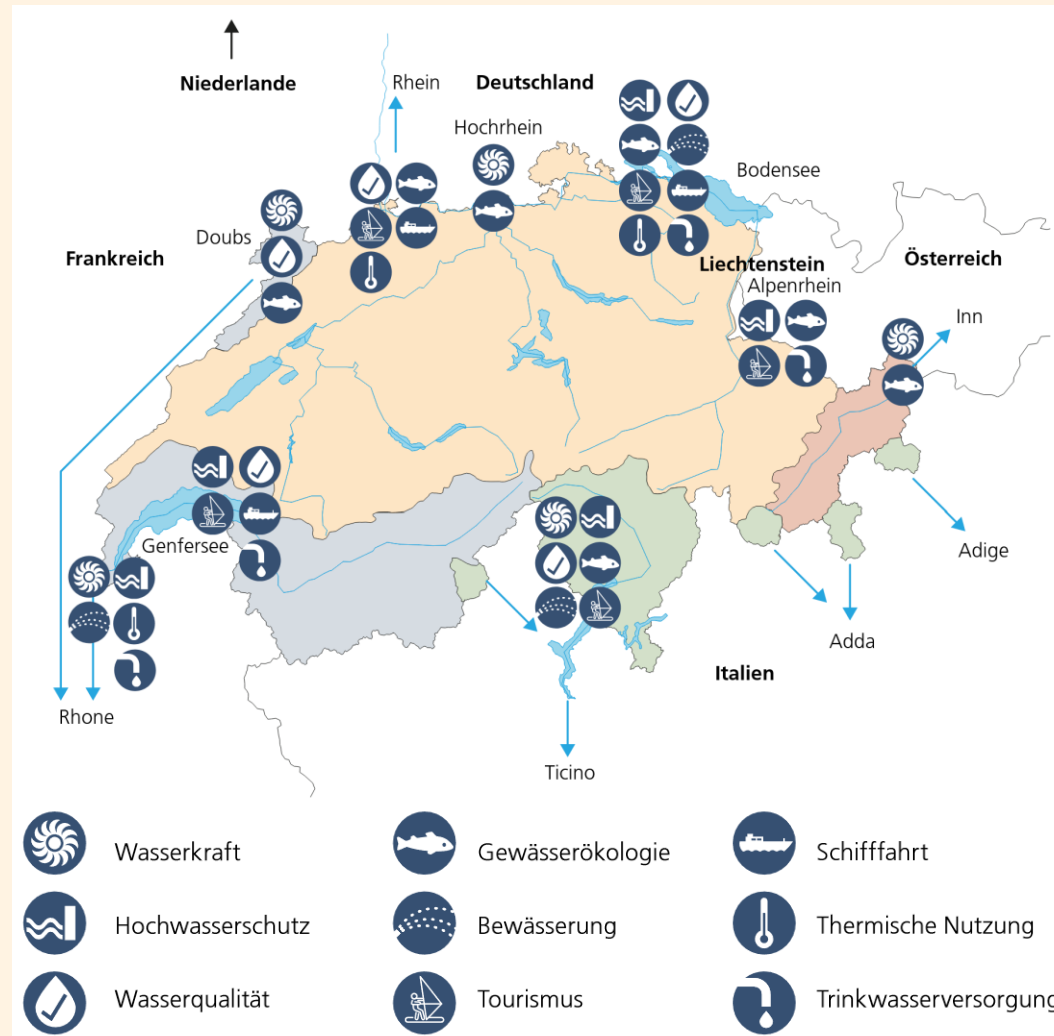 Niederlande
Rhein
Deutschland
Hochrhein
Bodensee
Doubs
Frankreich
Liechtenstein
Österreich
Alpenrhein
Inn
Genfersee
Adige
Adda
Italien
Rhone
Ticino
Wasserkraft
Gewässerökologie
Schifffahrt
Hochwasserschutz
Bewässerung
Thermische Nutzung
Wasserqualität
Tourismus
Trinkwasserversorgung